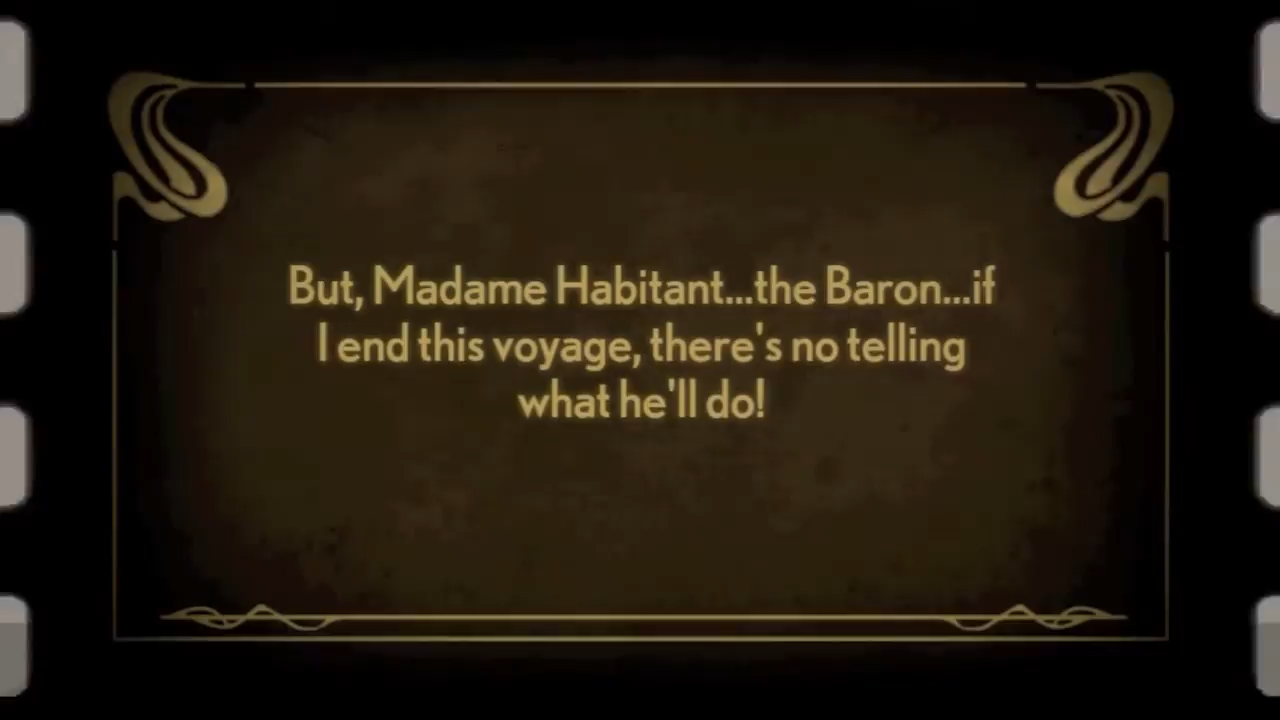 But, Madame Habitant...the Baron...if
I end this voyage, there's no telling
what he'll do!